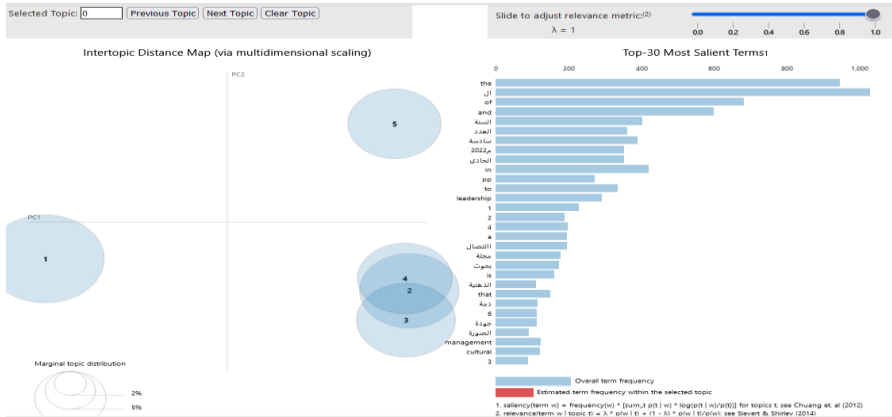 Selected Topic: 0 Previous Topic Next Topic Clear Topic
Slide to adjust relevance metric:(2)
λ = 1
0.0 0.2 0.4 0.6 0.8 1.0
Intertopic Distance Map (via multidimensional scaling)
PC2
PC1
5
1
4
2
3
Marginal topic distribution
2%
5%
Top-30 Most Salient Terms1
0 200 400 600 800 1,000
the
ال
of
and
السنة
العدد
سادسة
2022م
الحادي
in
pp
to
leadership
1
2
4
a
االتصال
مجلة
بحوث
is
الذهنية
that
دمة
6
جودة
الصورة
management
cultural
3
Overall term frequency
Estimated term frequency within the selected topic
1. saliency(term w) = frequency(w) * [sum_t p(t | w) * log(p(t | w)/p(t))] for topics t; see Chuang et. al (2012)
2. relevance(term w | topic t) = λ * p(w | t) + (1 - λ) * p(w | t)/p(w); see Sievert & Shirley (2014)